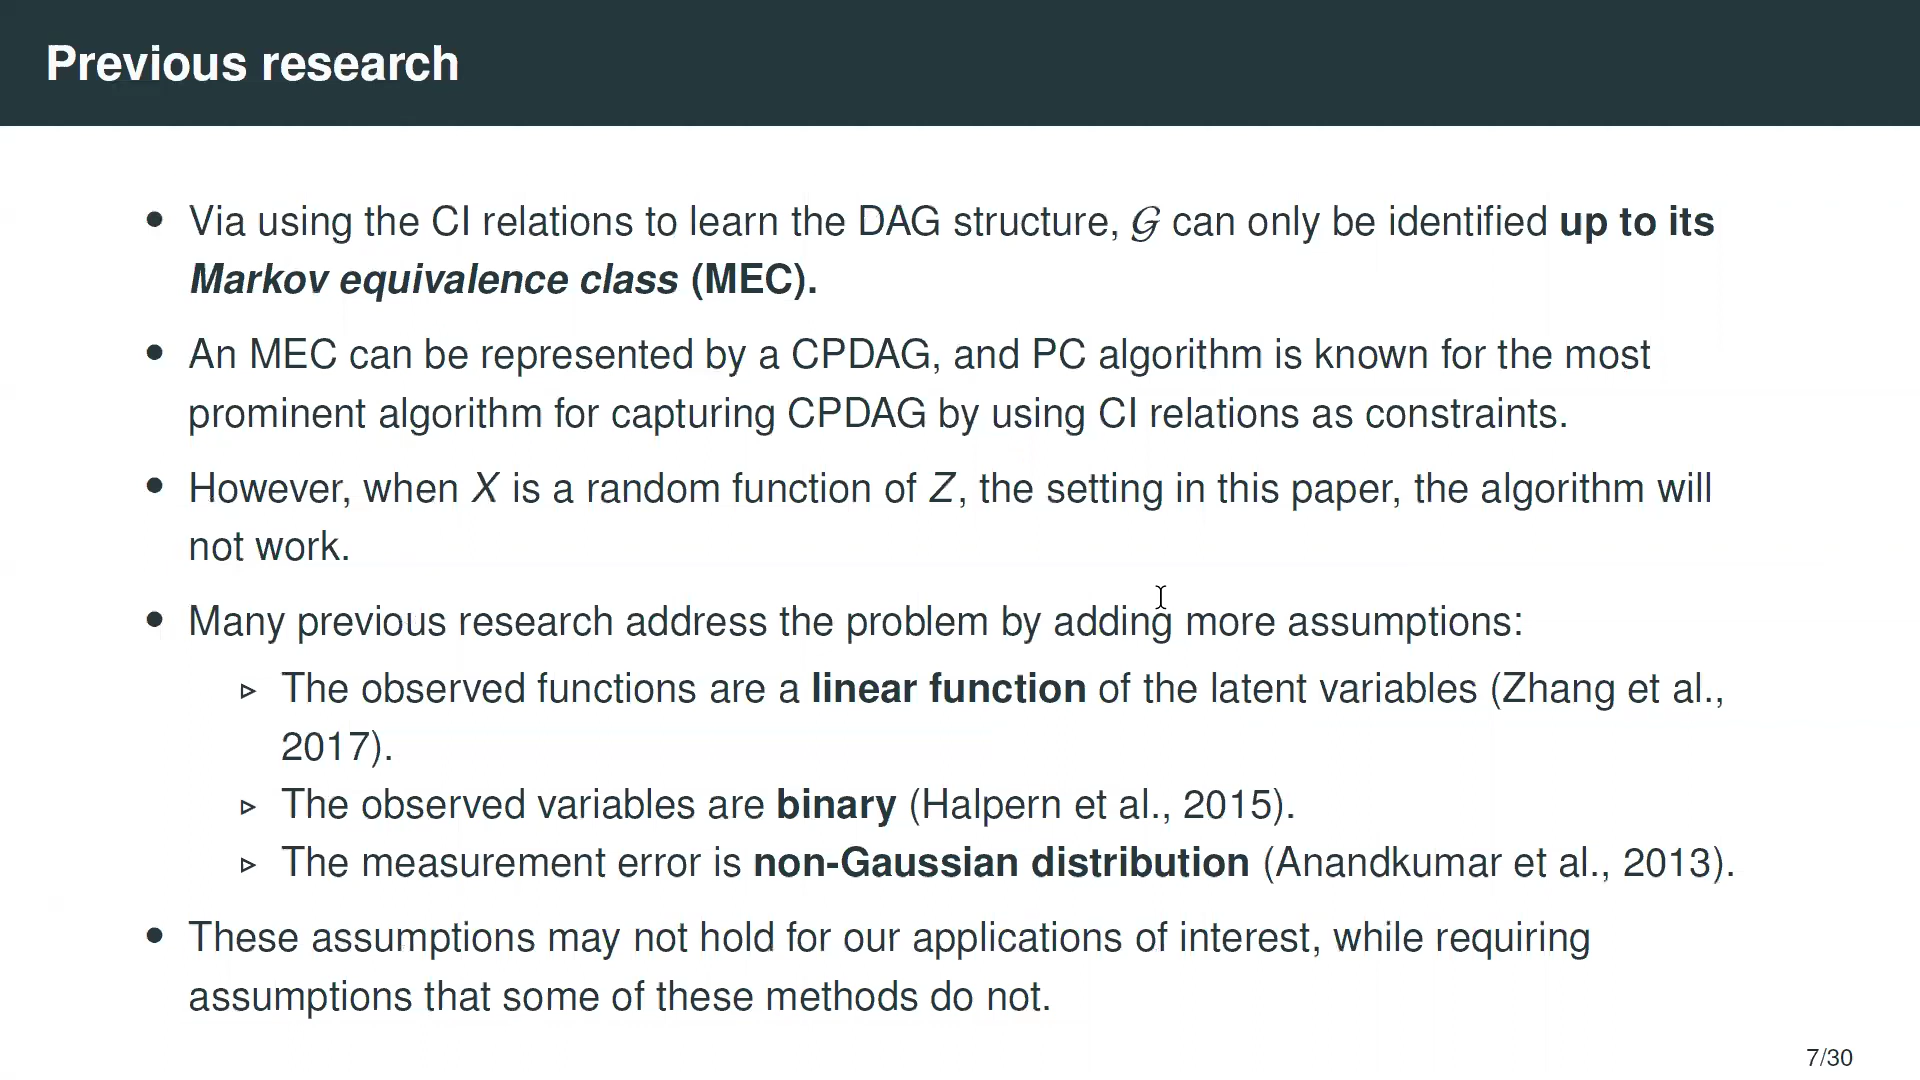 Previous research
• Via using the CI relations to learn the DAG structure, 𝒢 can only be identified up to its
Markov equivalence class (MEC).
• An MEC can be represented by a CPDAG, and PC algorithm is known for the most
prominent algorithm for capturing CPDAG by using CI relations as constraints.
• However, when X is a random function of Z, the setting in this paper, the algorithm will
not work.
• Many previous research address the problem by adding more assumptions:
▹ The observed functions are a linear function of the latent variables (Zhang et al.,
2017).
▹ The observed variables are binary (Halpern et al., 2015).
▹ The measurement error is non-Gaussian distribution (Anandkumar et al., 2013).
• These assumptions may not hold for our applications of interest, while requiring
assumptions that some of these methods do not.
7/30